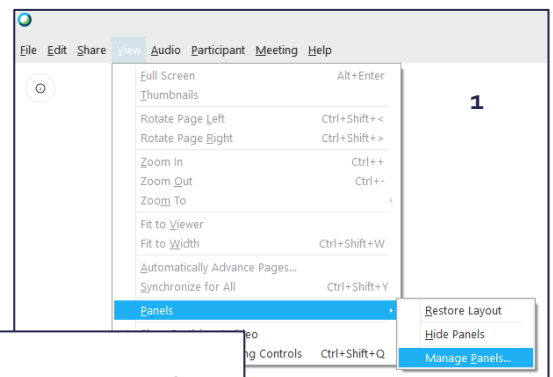 File Edit Share View Audio Participant Meeting Help
1
Full Screen Alt+Enter
Thumbnails
Rotate Page Left Ctrl+Shift+<
Rotate Page Right Ctrl+Shift+>
Zoom In Ctrl++
Zoom Out Ctrl+-
Zoom To
Fit to Viewer
Fit to Width Ctrl+Shift+W
Automatically Advance Pages...
Synchronize for All Ctrl+Shift+Y
Panels
Restore Layout
Hide Panels
ng Controls Ctrl+Shift+Q
Manage Panels...